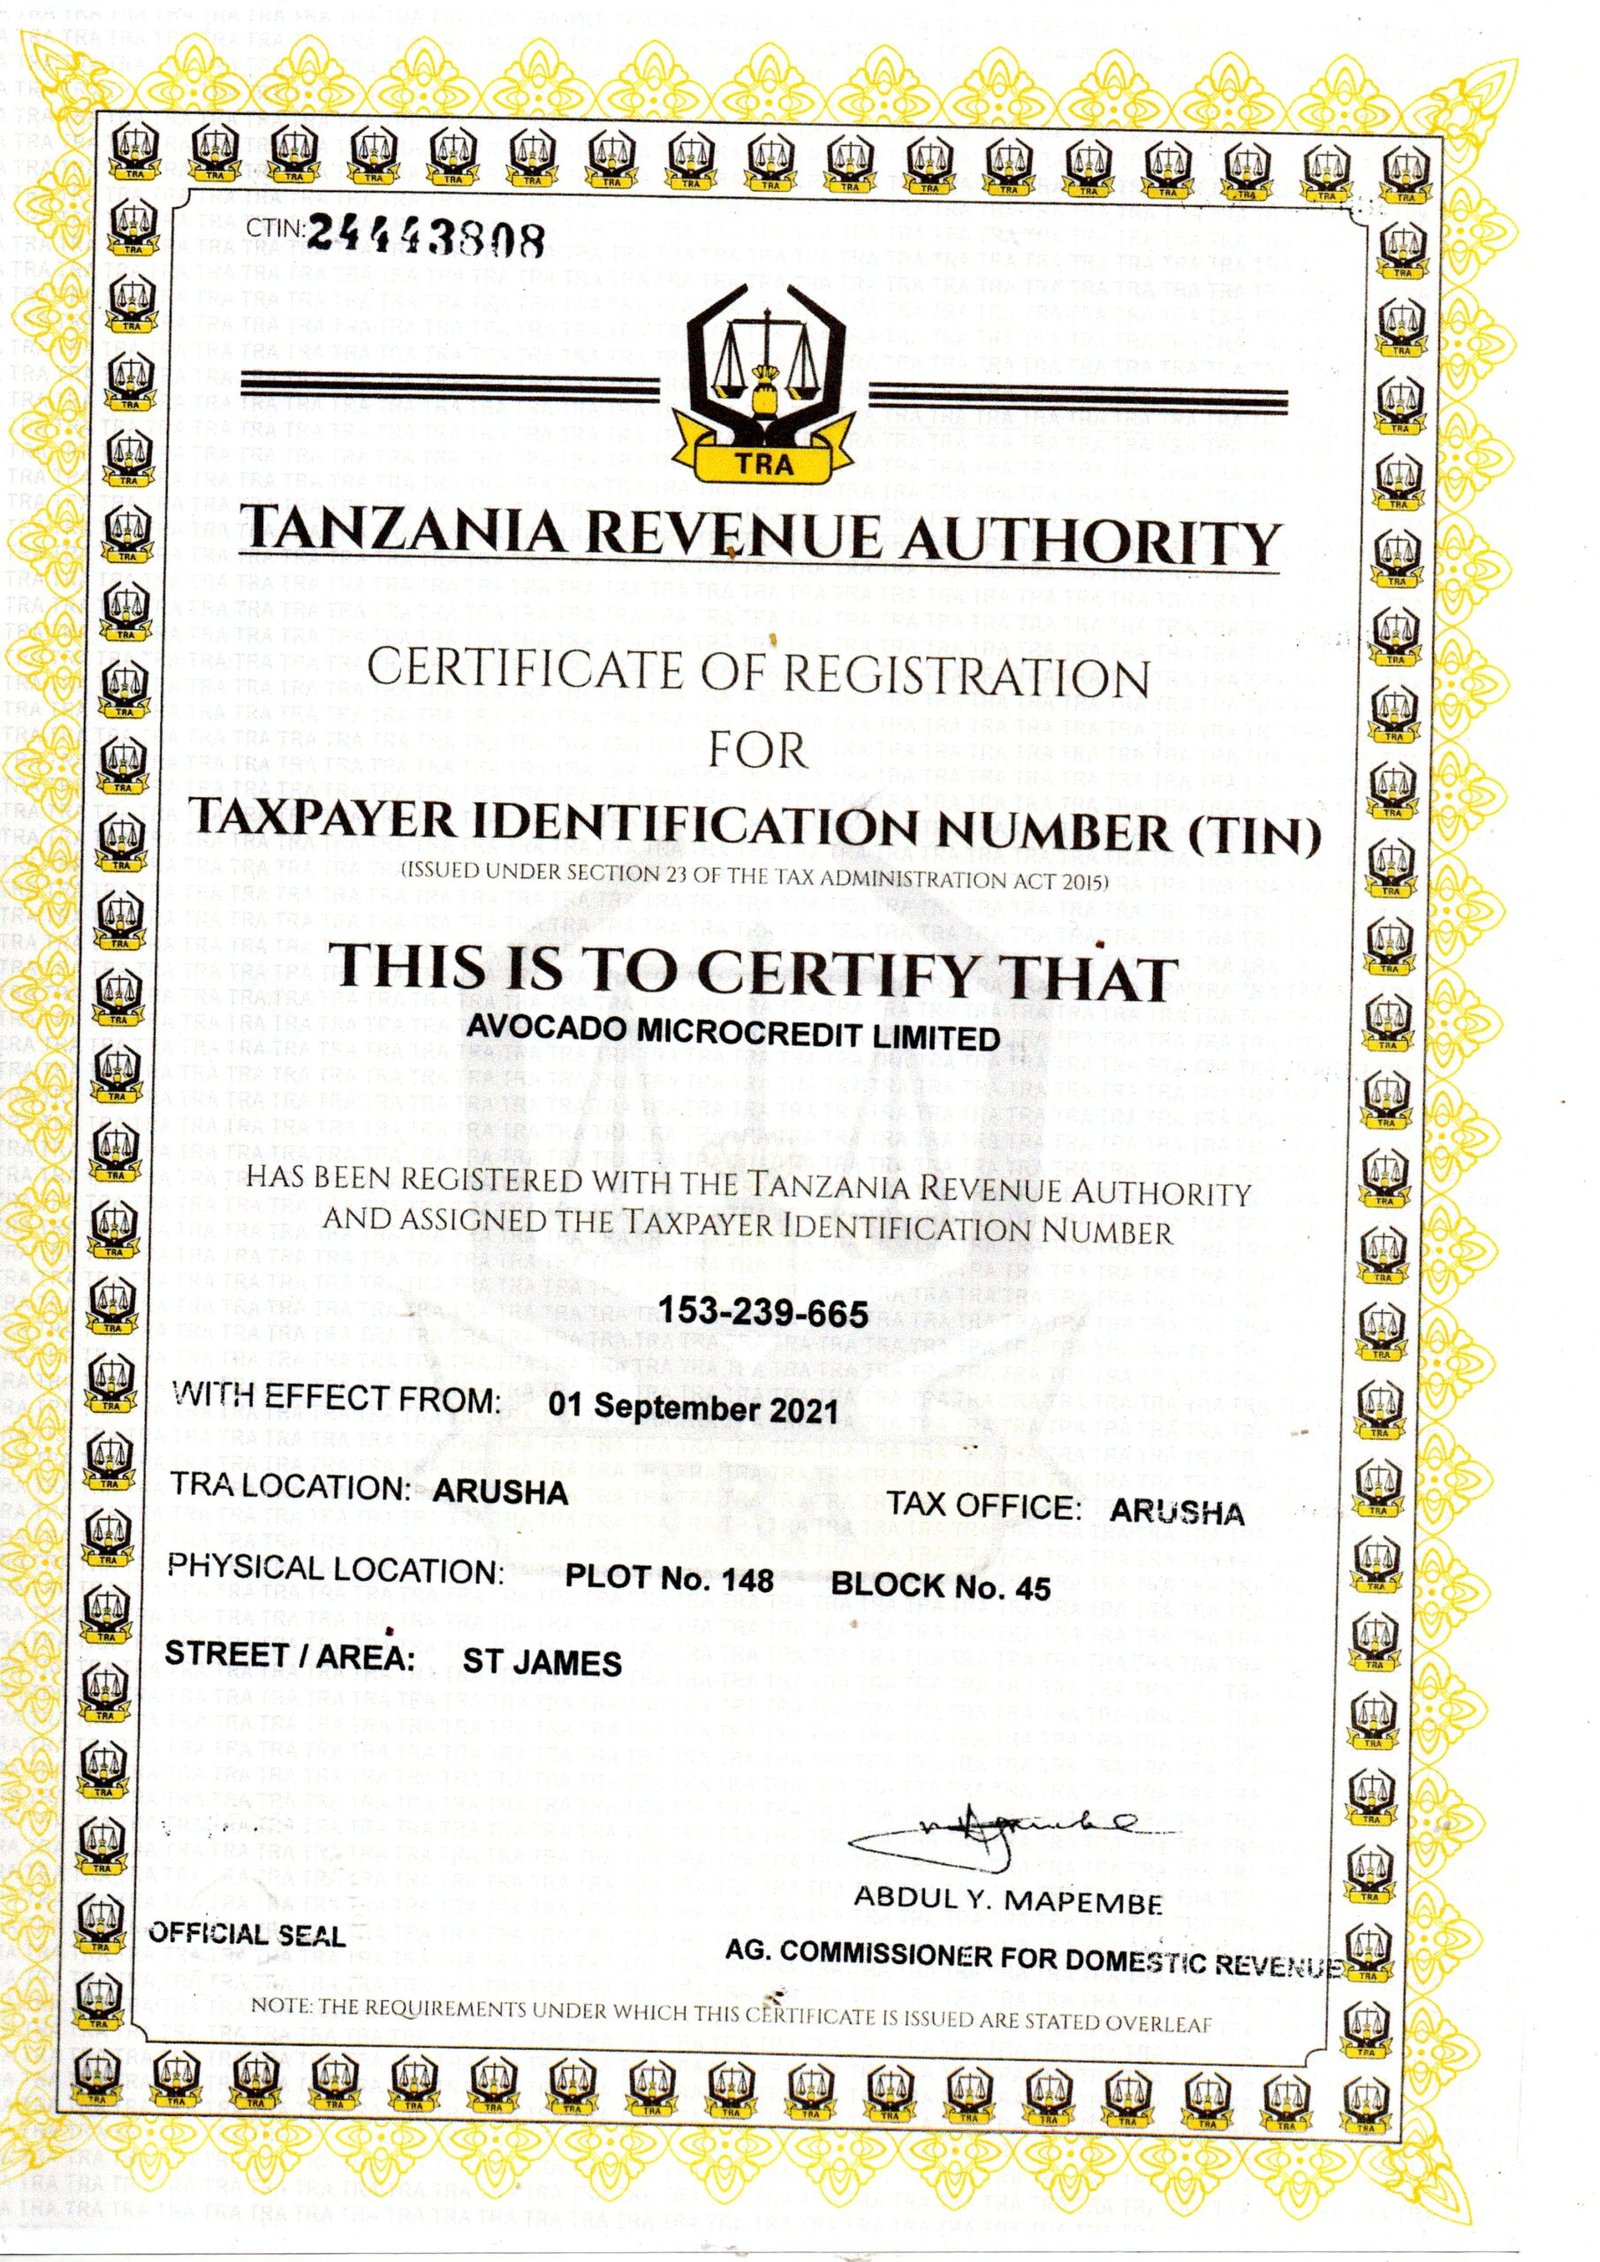 CTIN: 24443808
TRA
TANZANIA REVENUE AUTHORITY
CERTIFICATE OF REGISTRATION
FOR
TAXPAYER IDENTIFICATION NUMBER (TIN)
(ISSUED UNDER SECTION 23 OF THE TAX ADMINISTRATION ACT 2015)
THIS IS TO CERTIFY THAT
AVOCADO MICROCREDIT LIMITED
HAS BEEN REGISTERED WITH THE TANZANIA REVENUE AUTHORITY
AND ASSIGNED THE TAXPAYER IDENTIFICATION NUMBER
153-239-665
WITH EFFECT FROM: 01 September 2021
TRA LOCATION: ARUSHA TAX OFFICE: ARUSHA
PHYSICAL LOCATION: PLOT No. 148 BLOCK No. 45
STREET / AREA: ST JAMES
ABDUL Y. MAPEMBE
OFFICIAL SEAL
AG. COMMISSIONER FOR DOMESTIC REVENUE
NOTE: THE REQUIREMENTS UNDER WHICH THIS CERTIFICATE IS ISSUED ARE STATED OVERLEAF